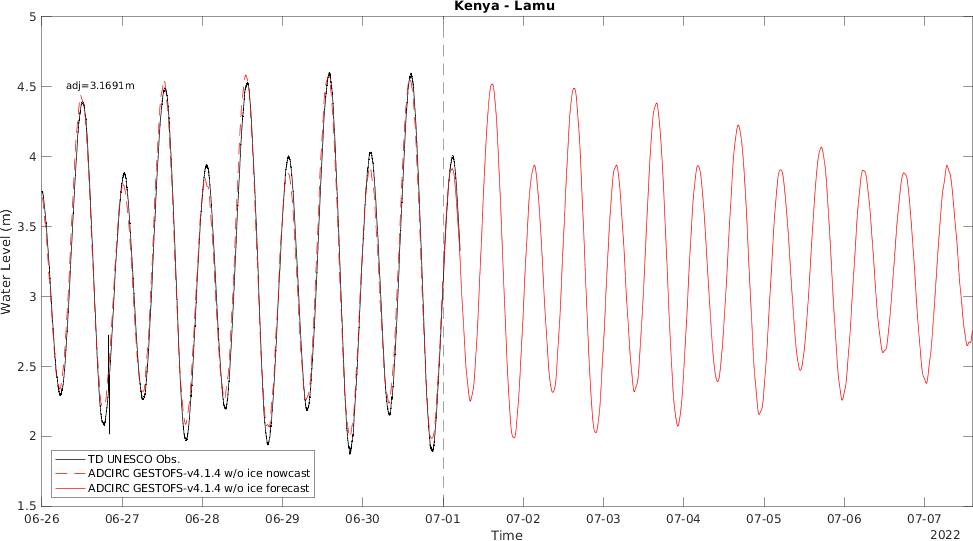 Kenya - Lamu
adj=3.1691m
Water Level (m)
5
4.5
4
3.5
3
2.5
2
1.5
TD UNESCO Obs.
ADCIRC GESTOFS-v4.1.4 w/o ice nowcast
ADCIRC GESTOFS-v4.1.4 w/o ice forecast
06-26 06-27 06-28 06-29 06-30 07-01 07-02 07-03 07-04 07-05 07-06 07-07
Time
2022